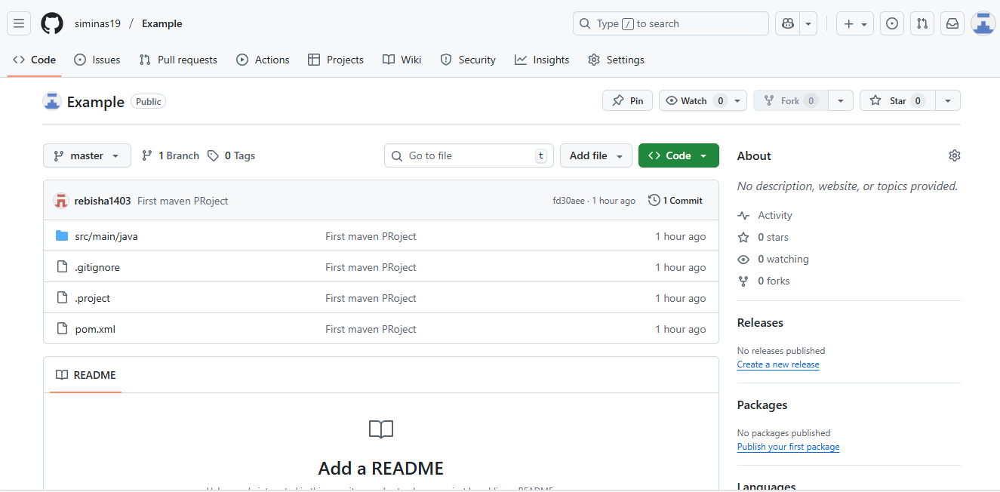 siminas19 / Example Type / to search
Code Issues Pull requests Actions Projects Wiki Security Insights Settings
Example Public Pin Watch 0 Fork 0 Star 0
master 1 Branch 0 Tags Go to file t Add file Code
rebisha1403 First maven PRoject fd30aee · 1 hour ago 1 Commit
src/main/java First maven PRoject 1 hour ago
.gitignore First maven PRoject 1 hour ago
.project First maven PRoject 1 hour ago
pom.xml First maven PRoject 1 hour ago
README
Add a README
About
No description, website, or topics provided.
Activity
0 stars
0 watching
0 forks
Releases
No releases published
Create a new release
Packages
No packages published
Publish your first package
Languages